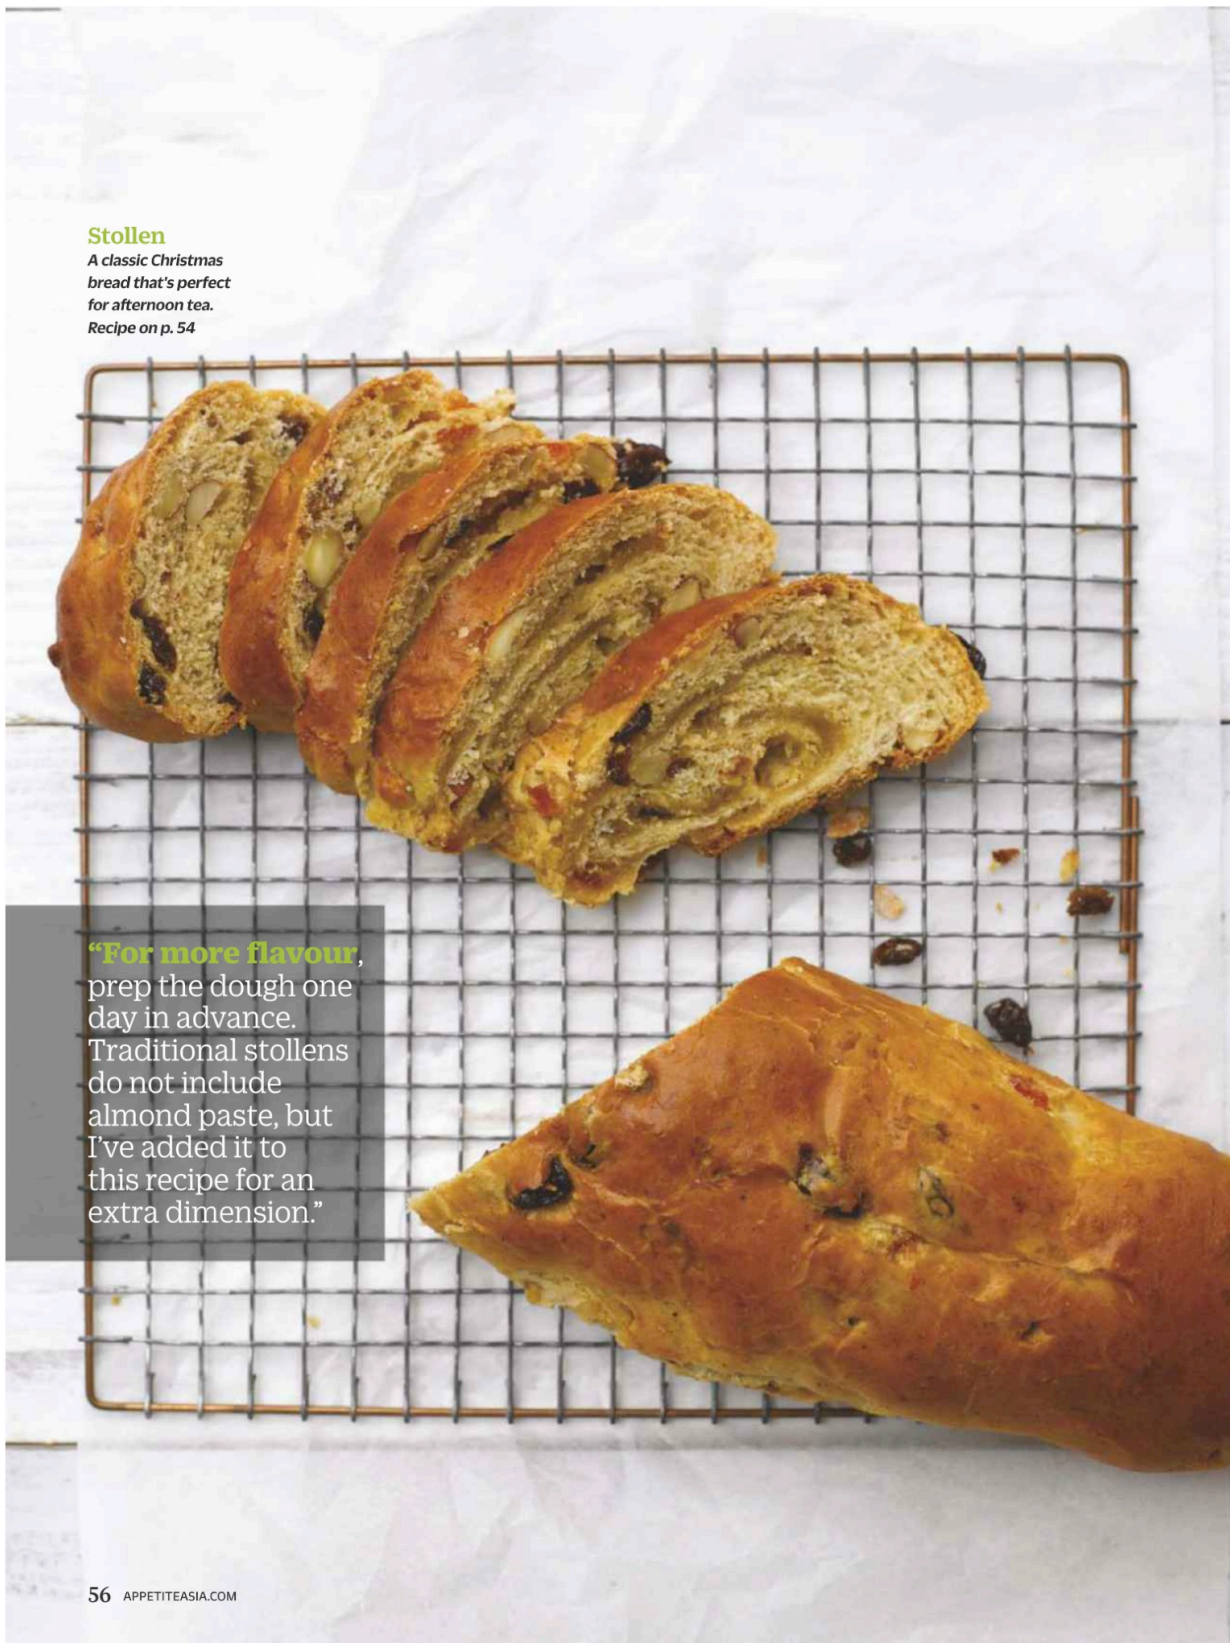 Stollen
A classic Christmas
bread that's perfect
for afternoon tea.
Recipe on p. 54
“For more flavour,
prep the dough one
day in advance.
Traditional stollens
do not include
almond paste, but
I’ve added it to
this recipe for an
extra dimension.”
56 APPETITEASIA.COM